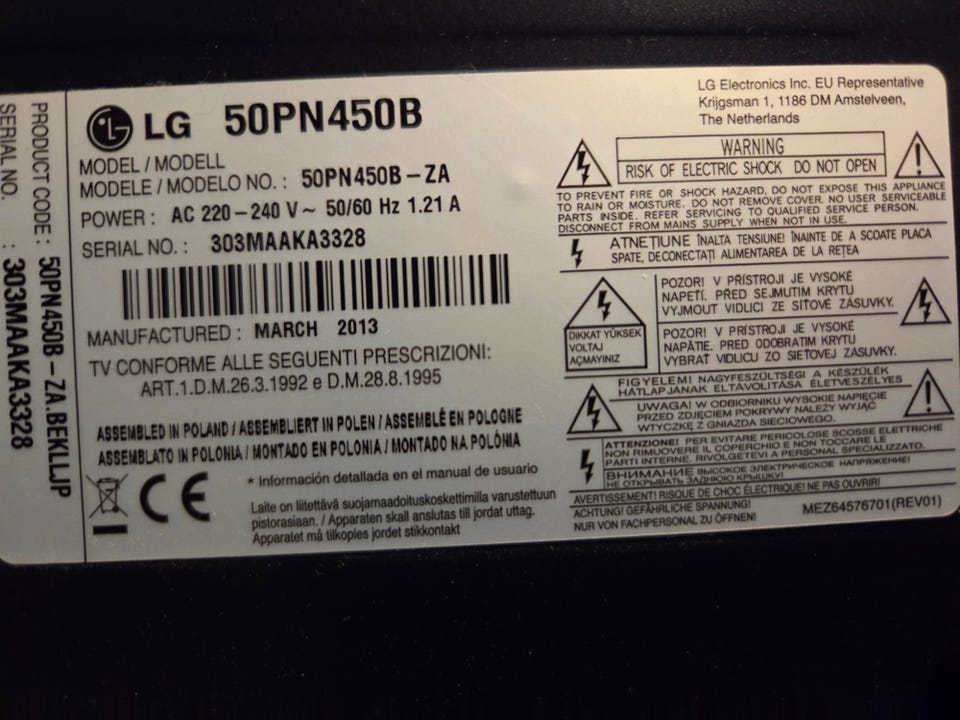 PRODUCT CODE : 50PN450B - ZA.BEKLLJP
SERIAL NO. : 303MAAKA3328
LG 50PN450B
MODEL / MODELL
MODELE / MODELO NO. : 50PN450B - ZA
POWER : AC 220 - 240 V ~ 50/60 Hz 1.21 A
SERIAL NO. : 303MAAKA3328
MANUFACTURED : MARCH 2013
TV CONFORME ALLE SEGUENTI PRESCRIZIONI:
ART.1.D.M.26.3.1992 e D.M.28.8.1995
ASSEMBLED IN POLAND / ASSEMBLIERT IN POLEN / ASSEMBLÉ EN POLOGNE
ASSEMBLATO IN POLONIA / MONTADO EN POLONIA / MONTADO NA POLÔNIA
* Información detallada en el manual de usuario
CE
Laite on liitettävä suojamaadoituskoskettimilla varustettuun
pistorasiaan. / Apparaten skall anslutas till jordat uttag.
Apparatet må tilkoples jordet stikkontakt
LG Electronics Inc. EU Representative
Krijgsman 1, 1186 DM Amstelveen,
The Netherlands
WARNING
RISK OF ELECTRIC SHOCK DO NOT OPEN
TO PREVENT FIRE OR SHOCK HAZARD, DO NOT EXPOSE THIS APPLIANCE
TO RAIN OR MOISTURE. DO NOT REMOVE COVER. NO USER SERVICEABLE
PARTS INSIDE. REFER SERVICING TO QUALIFIED SERVICE PERSON.
DISCONNECT FROM MAINS SUPPLY WHEN NOT IN USE.
ATNEŢIUNE ÎNALTA TENSIUNE! ÎNAINTE DE A SCOATE PLACA
SPATE, DECONECTAŢI ALIMENTAREA DE LA REŢEA
DIKKAT YÜKSEK
VOLTAJ
AÇMAYINIZ
POZOR! V PŘÍSTROJI JE VYSOKÉ
NAPETÍ. PŘED SEJMUTIM KRYTU
VYJMOUT VIDLICI ZE SÍŤOVÉ ZÁSUVKY.
POZOR! V PRÍSTROJI JE VYSOKÉ
NAPÄTIE. PRED ODOBRATIM KRYTU
VYBRAŤ VIDLICU ZO SIEŤOVEJ ZÁSUVKY.
FIGYELEM! NAGYFESZÜLTSÉG! A KÉSZÜLÉK
HÁTLAPJÁNAK ELTÁVOLÍTÁSA ÉLETVESZÉLYES
UWAGA! W ODBIORNIKU WYSOKIE NAPIĘCIE
PRZED ZDJĘCIEM POKRYWY NALEŻY WYJĄĆ
WTYCZKĘ Z GNIAZDA SIECIOWEGO.
ATTENZIONE! PER EVITARE PERICOLOSE SCOSSE ELETTRICHE
NON RIMUOVERE IL COPERCHIO E NON TOCCARE LE
PARTI INTERNE. RIVOLGETEVI A PERSONAL SPECIALIZZATO.
ВНИМАНИЕ ВЫСОКОЕ ЭЛЕКТРИЧЕСКОЕ НАПРЯЖЕНИЕ!
НЕ ОТКРЫВАТЬ ЗАДНЮЮ КРЫШКУ!
AVERTISSEMENT! RISQUE DE CHOC ÉLECTRIQUE! NE PAS OUVRIR!
ACHTUNG! GEFÄHRLICHE SPANNUNG!
NUR VON FACHPERSONAL ZU ÖFFNEN!
MEZ64576701(REV01)